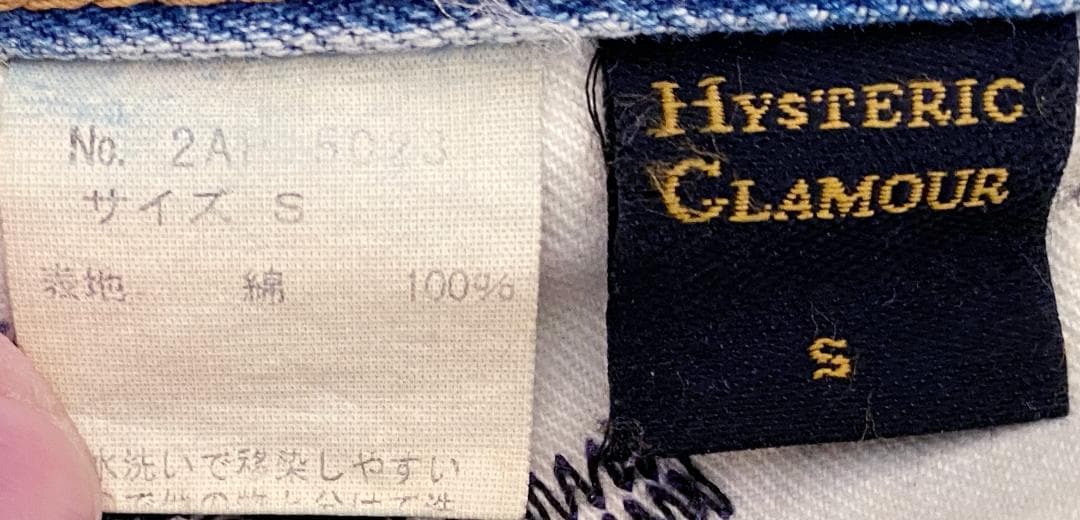 No. 2A
サイズ S
表地 綿 100%
水洗いで移染しやすい
HYSTERIC
GLAMOUR
S